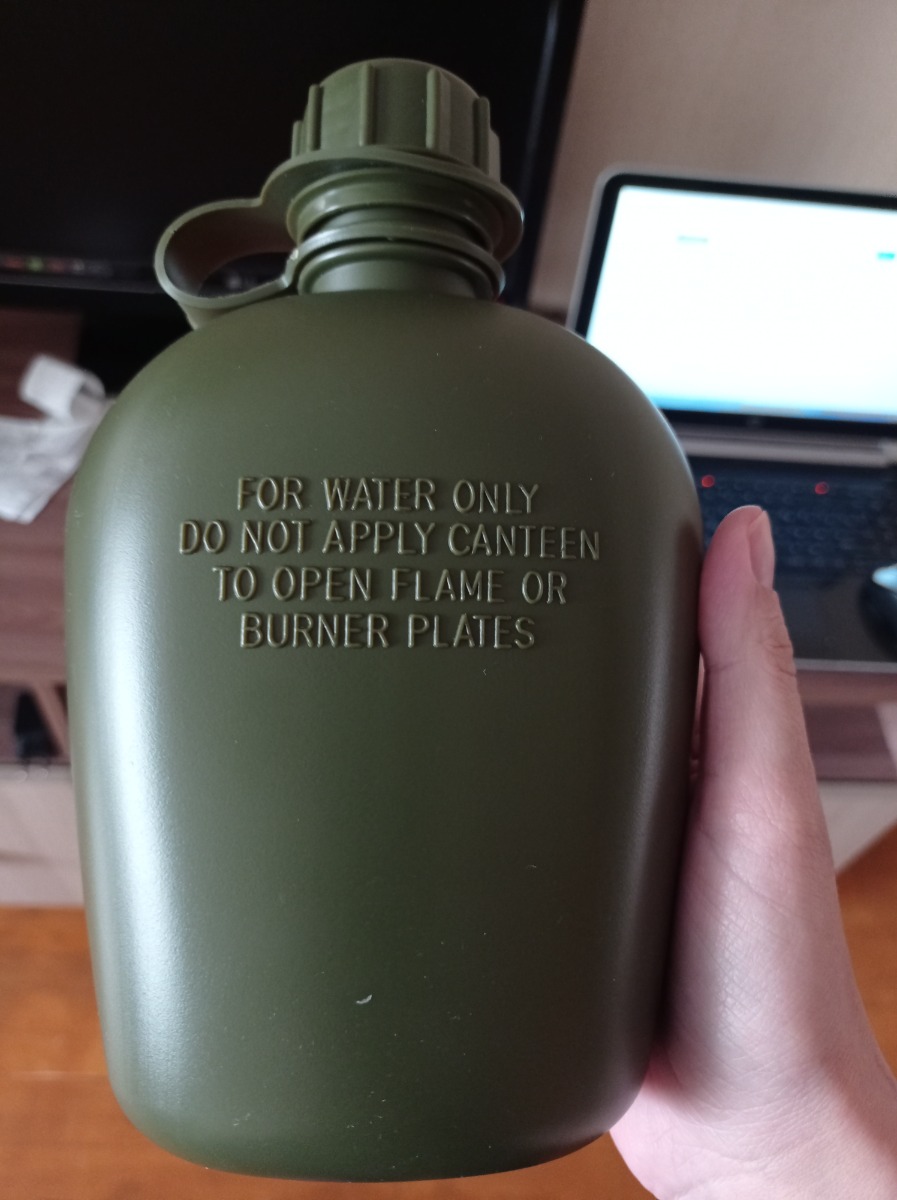 FOR WATER ONLY
DO NOT APPLY CANTEEN
TO OPEN FLAME OR
BURNER PLATES